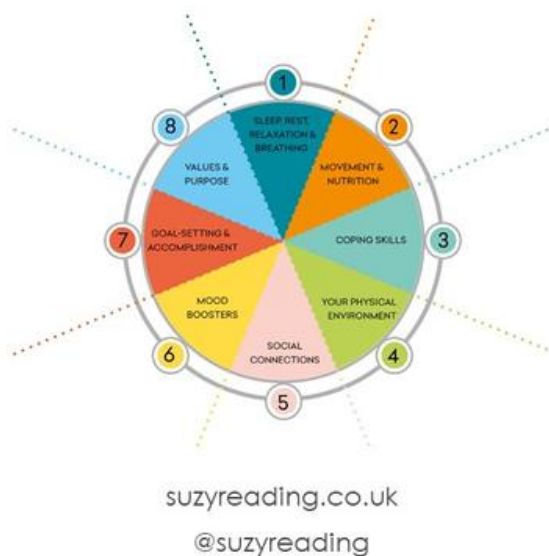 1
SLEEP, REST,
RELAXATION &
BREATHING
2
MOVEMENT &
NUTRITION
3
COPING SKILLS
4
YOUR PHYSICAL
ENVIRONMENT
5
SOCIAL
CONNECTIONS
6
MOOD
BOOSTERS
7
GOAL-SETTING &
ACCOMPLISHMENT
8
VALUES &
PURPOSE
suzyreading.co.uk
@suzyreading